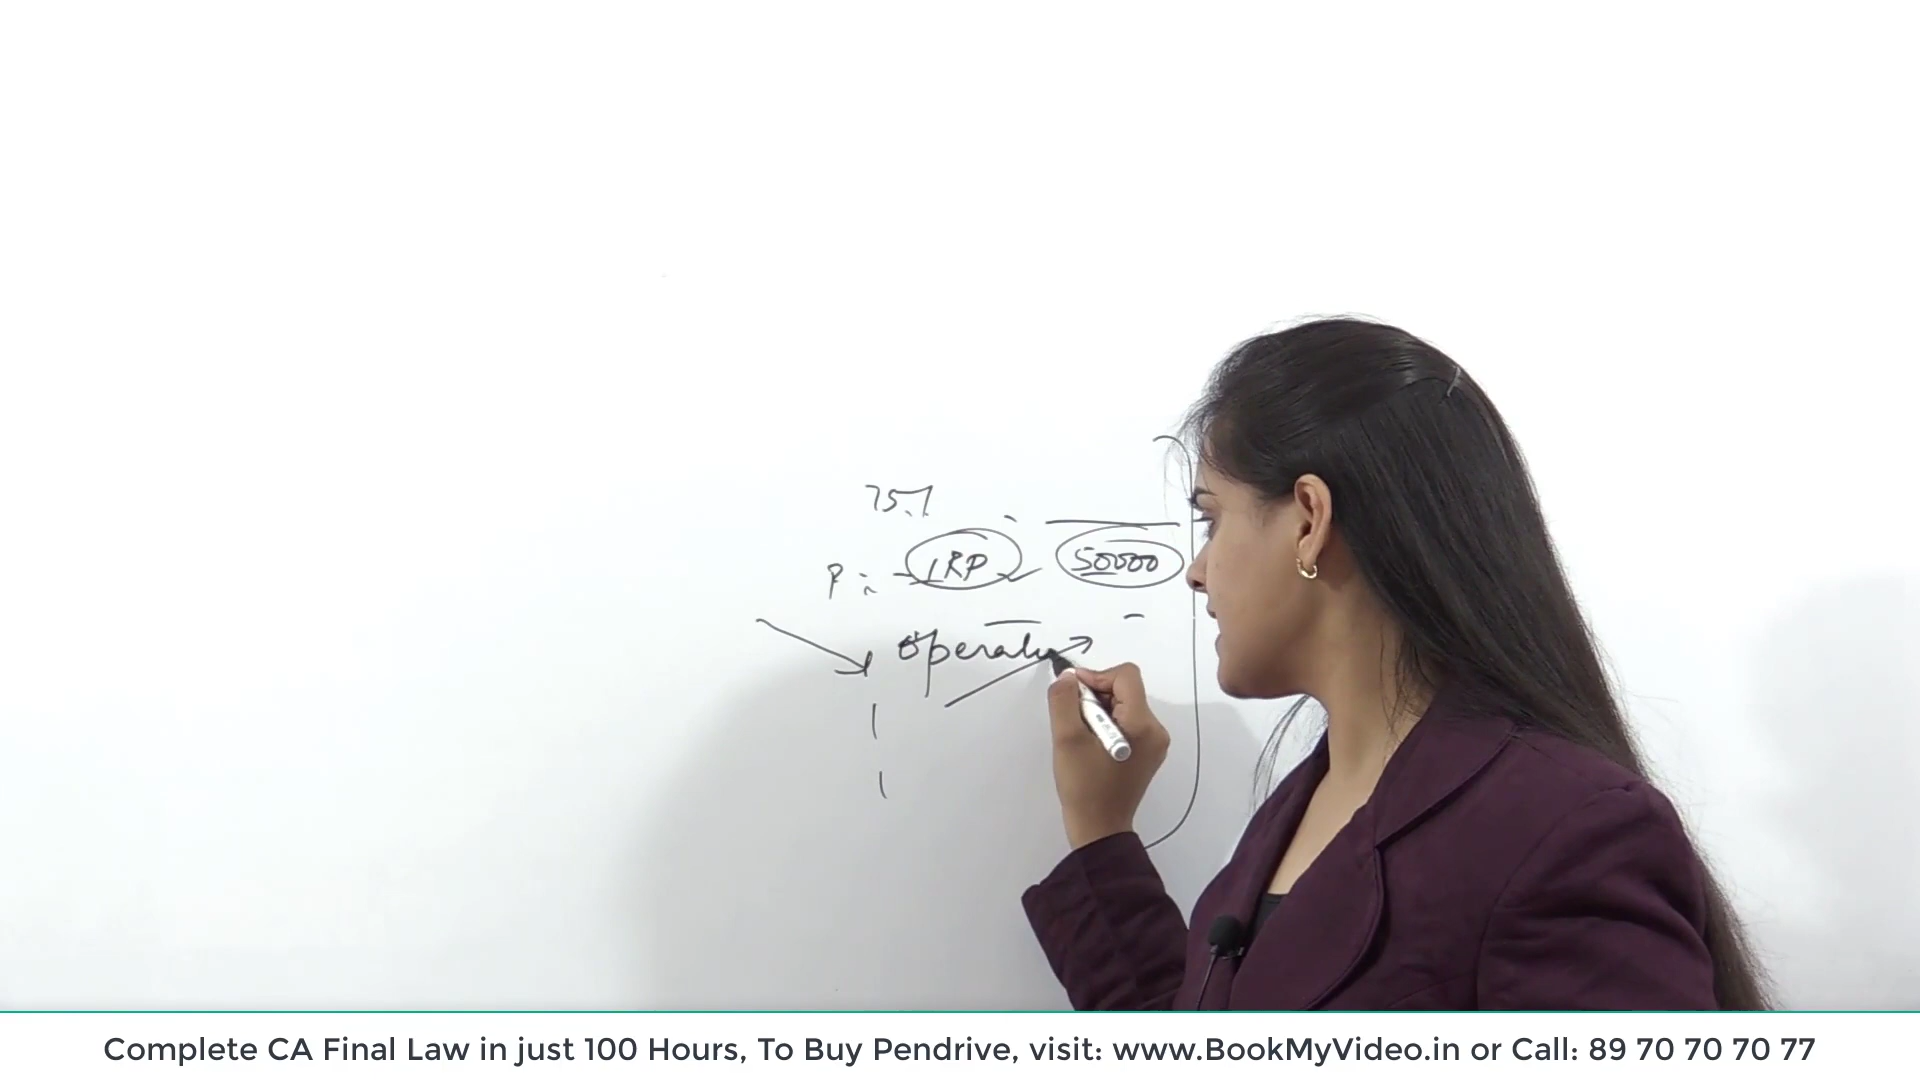 75%
P : IRP 50000
operatio
Complete CA Final Law in just 100 Hours, To Buy Pendrive, visit: www.BookMyVideo.in or Call: 89 70 70 70 77